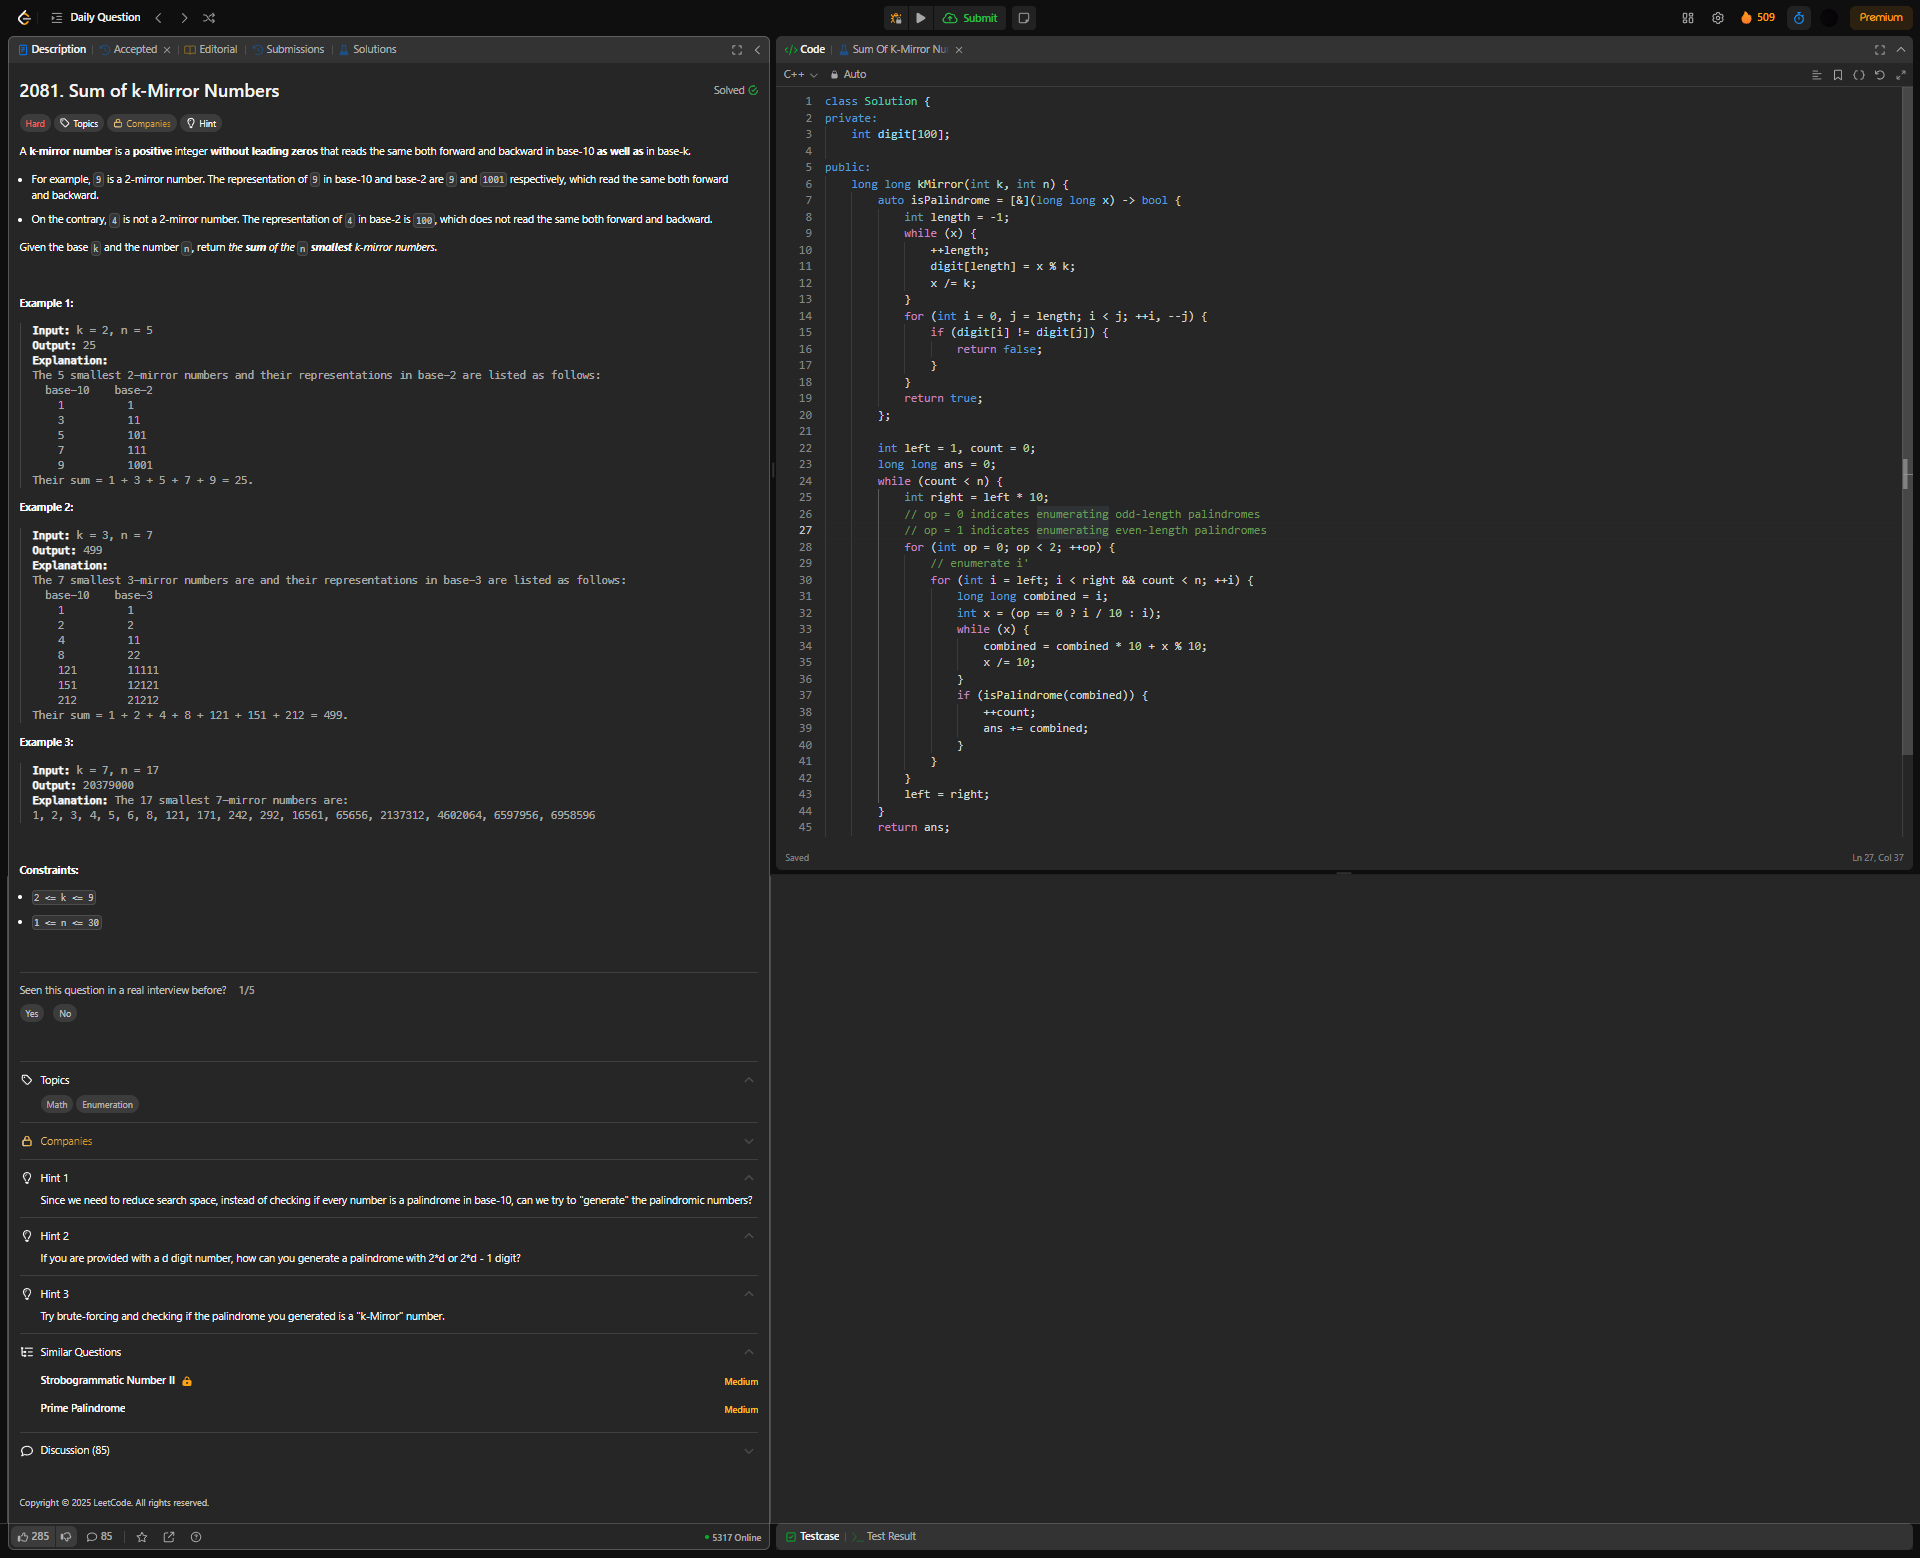 Daily Question
Submit
509
Premium
Description
Accepted
Editorial
Submissions
Solutions
2081. Sum of k-Mirror Numbers
Solved
Hard
Topics
Companies
Hint
A k-mirror number is a positive integer without leading zeros that reads the same both forward and backward in base-10 as well as in base-k.
• For example, 9 is a 2-mirror number. The representation of 9 in base-10 and base-2 are 9 and 1001 respectively, which read the same both forward
and backward.
• On the contrary, 4 is not a 2-mirror number. The representation of 4 in base-2 is 100, which does not read the same both forward and backward.
Given the base k and the number n, return the sum of the n smallest k-mirror numbers.
Example 1:
Input: k = 2, n = 5
Output: 25
Explanation:
The 5 smallest 2-mirror numbers and their representations in base-2 are listed as follows:
base-10 base-2
1 1
3 11
5 101
7 111
9 1001
Their sum = 1 + 3 + 5 + 7 + 9 = 25.
Example 2:
Input: k = 3, n = 7
Output: 499
Explanation:
The 7 smallest 3-mirror numbers are and their representations in base-3 are listed as follows:
base-10 base-3
1 1
2 2
4 11
8 22
121 11111
151 12121
212 21212
Their sum = 1 + 2 + 4 + 8 + 121 + 151 + 212 = 499.
Example 3:
Input: k = 7, n = 17
Output: 20379000
Explanation: The 17 smallest 7-mirror numbers are:
1, 2, 3, 4, 5, 6, 8, 121, 171, 242, 292, 16561, 65656, 2137312, 4602064, 6597956, 6958596
Constraints:
• 2 <= k <= 9
• 1 <= n <= 30
Seen this question in a real interview before? 1/5
Yes
No
Topics
Math
Enumeration
Companies
Hint 1
Since we need to reduce search space, instead of checking if every number is a palindrome in base-10, can we try to "generate" the palindromic numbers?
Hint 2
If you are provided with a d digit number, how can you generate a palindrome with 2*d or 2*d - 1 digit?
Hint 3
Try brute-forcing and checking if the palindrome you generated is a "k-Mirror" number.
Similar Questions
Strobogrammatic Number II Medium
Prime Palindrome Medium
Discussion (85)
Copyright © 2025 LeetCode. All rights reserved.
285
85
5317 Online
</> Code
Sum Of K-Mirror Nu
C++
Auto
1 class Solution {
2 private:
3 int digit[100];
4
5 public:
6 long long kMirror(int k, int n) {
7 auto isPalindrome = [&](long long x) -> bool {
8 int length = -1;
9 while (x) {
10 ++length;
11 digit[length] = x % k;
12 x /= k;
13 }
14 for (int i = 0, j = length; i < j; ++i, --j) {
15 if (digit[i] != digit[j]) {
16 return false;
17 }
18 }
19 return true;
20 };
21
22 int left = 1, count = 0;
23 long long ans = 0;
24 while (count < n) {
25 int right = left * 10;
26 // op = 0 indicates enumerating odd-length palindromes
27 // op = 1 indicates enumerating even-length palindromes
28 for (int op = 0; op < 2; ++op) {
29 // enumerate i'
30 for (int i = left; i < right && count < n; ++i) {
31 long long combined = i;
32 int x = (op == 0 ? i / 10 : i);
33 while (x) {
34 combined = combined * 10 + x % 10;
35 x /= 10;
36 }
37 if (isPalindrome(combined)) {
38 ++count;
39 ans += combined;
40 }
41 }
42 }
43 left = right;
44 }
45 return ans;
Saved
Ln 27, Col 37
Testcase
Test Result